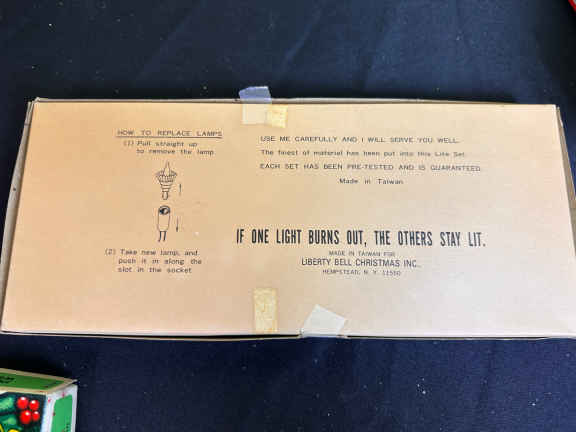 HOW TO REPLACE LAMPS
(1) Pull straight up
to remove the lamp
(2) Take new lamp, and
push it in along the
slot in the socket
USE ME CAREFULLY AND I WILL SERVE YOU WELL.
The finest of material has been put into this Lite Set.
EACH SET HAS BEEN PRE-TESTED AND IS GUARANTEED.
Made in Taiwan
IF ONE LIGHT BURNS OUT, THE OTHERS STAY LIT.
MADE IN TAIWAN FOR
LIBERTY BELL CHRISTMAS INC.,
HEMPSTEAD, N. Y. 11550